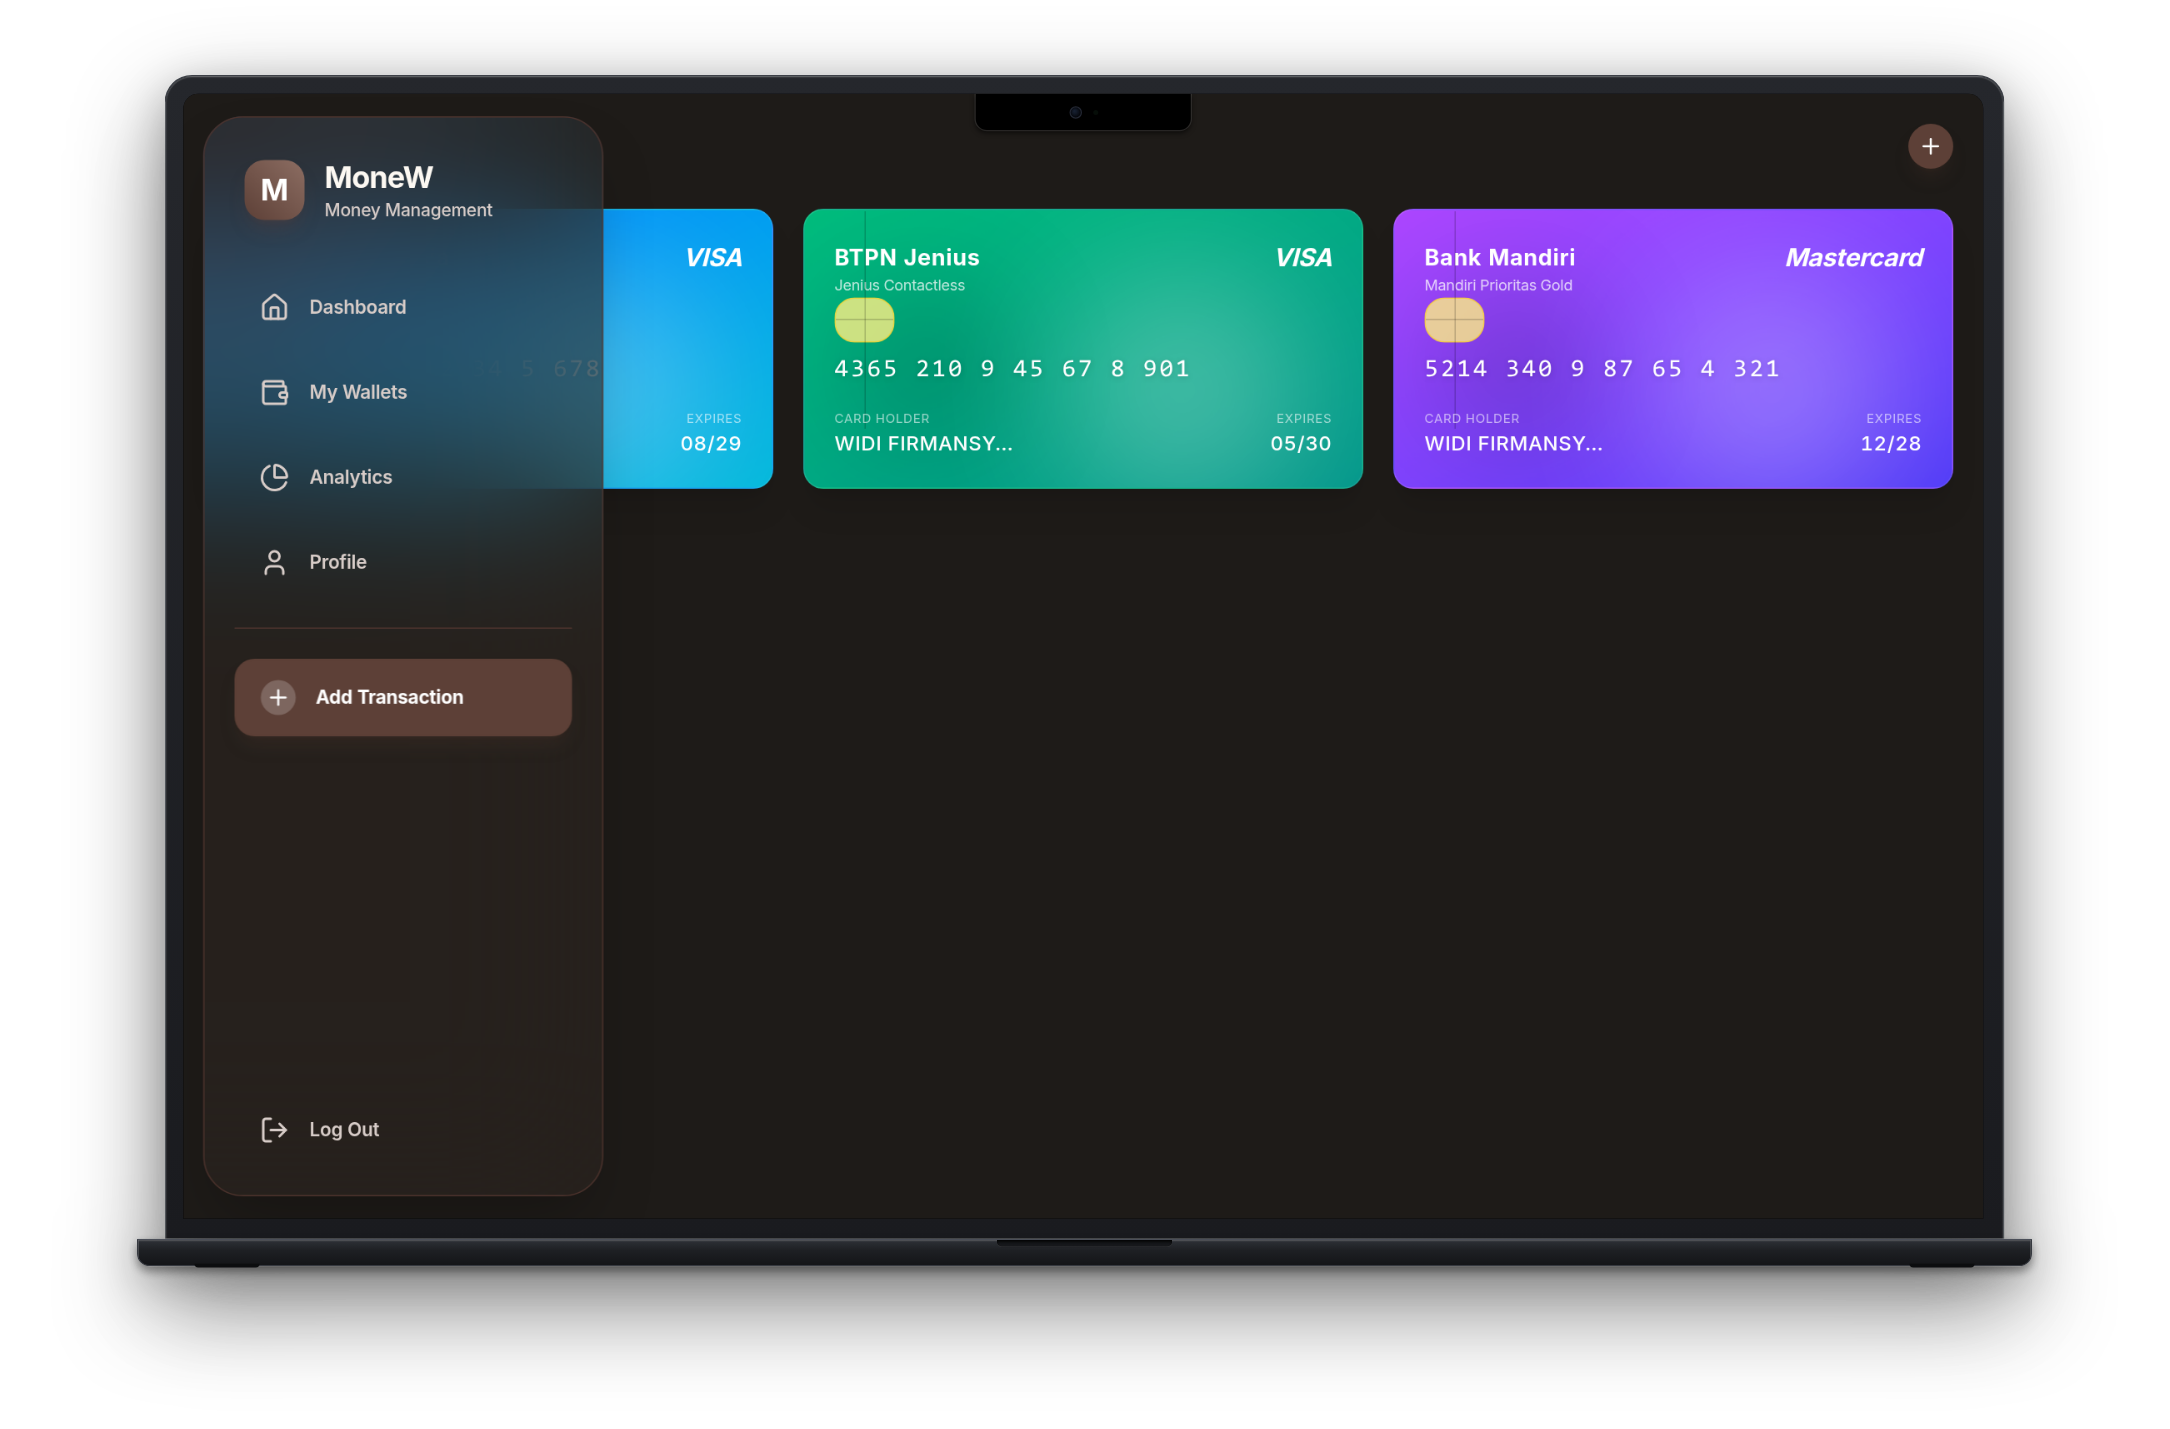 M
MoneW
Money Management
Dashboard
My Wallets
Analytics
Profile
Add Transaction
Log Out
VISA
5 678
EXPIRES
08/29
BTPN Jenius
VISA
Jenius Contactless
4365 210 9 45 67 8 901
CARD HOLDER
EXPIRES
WIDI FIRMANSY...
05/30
Bank Mandiri
Mastercard
Mandiri Prioritas Gold
5214 340 9 87 65 4 321
CARD HOLDER
EXPIRES
WIDI FIRMANSY...
12/28